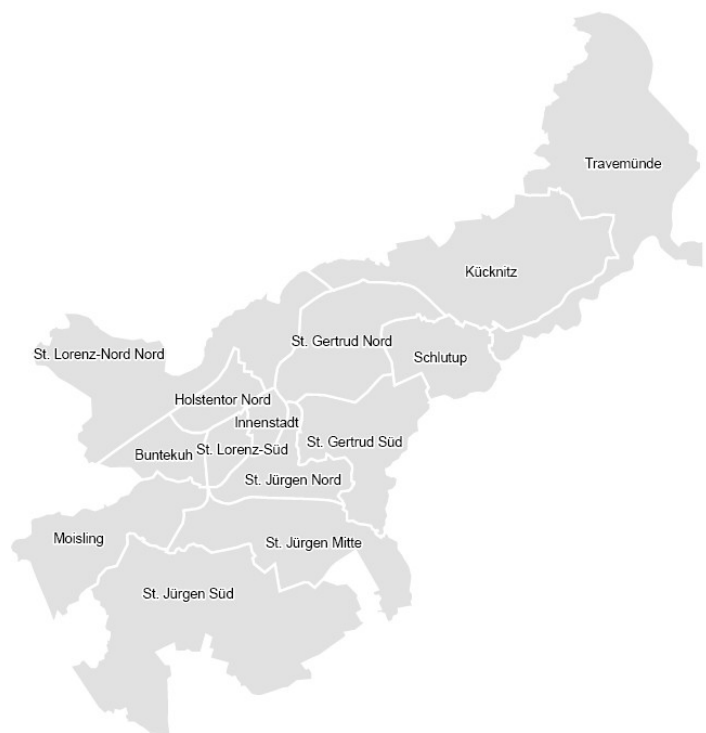 Travemünde
Kücknitz
St. Gertrud Nord
St. Lorenz-Nord Nord
Schlutup
Holstentor Nord
Innenstadt
St. Gertrud Süd
St. Lorenz-Süd
Buntekuh
St. Jürgen Nord
Moisling
St. Jürgen Mitte
St. Jürgen Süd